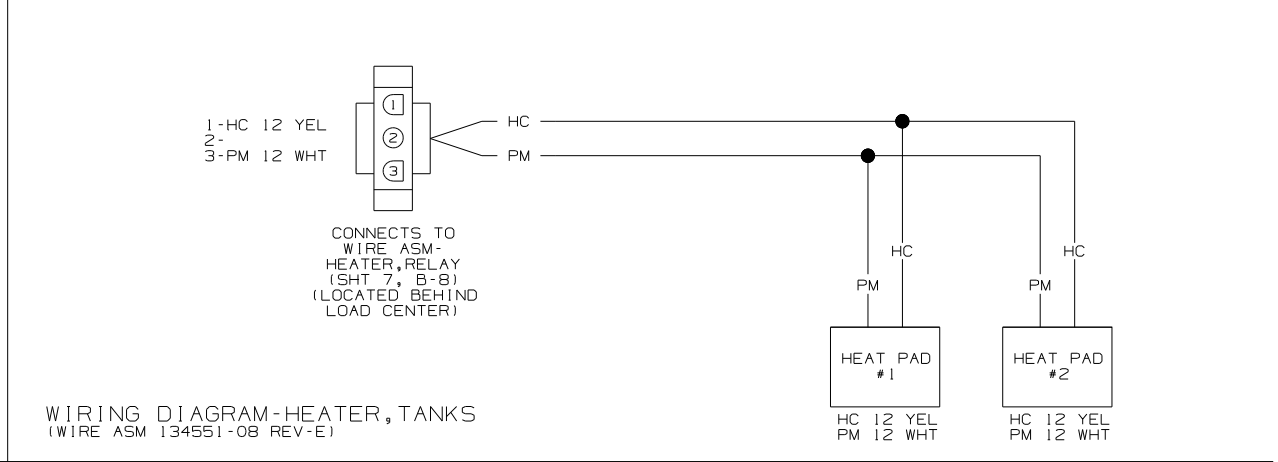 1-HC 12 YEL
2-
3-PM 12 WHT
1
2
3
HC
PM
CONNECTS TO
WIRE ASM-
HEATER,RELAY
(SHT 7, B-8)
(LOCATED BEHIND
LOAD CENTER)
HC
HC
PM
PM
HEAT PAD
#1
HEAT PAD
#2
HC 12 YEL
PM 12 WHT
HC 12 YEL
PM 12 WHT
WIRING DIAGRAM-HEATER,TANKS
(WIRE ASM 134551-08 REV-E)